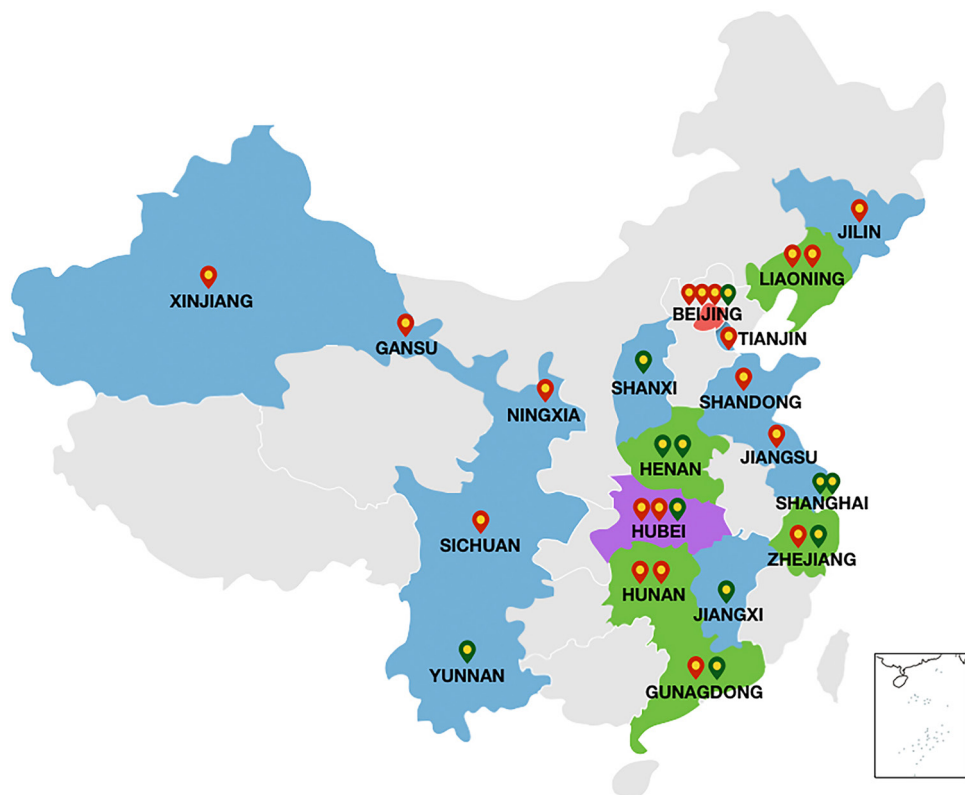 JILIN
LIAONING
XINJIANG
BEIJING
GANSU
TIANJIN
SHANXI
SHANDONG
NINGXIA
JIANGSU
HENAN
SHANGHAI
HUBEI
SICHUAN
ZHEJIANG
HUNAN
JIANGXI
YUNNAN
GUNAGDONG